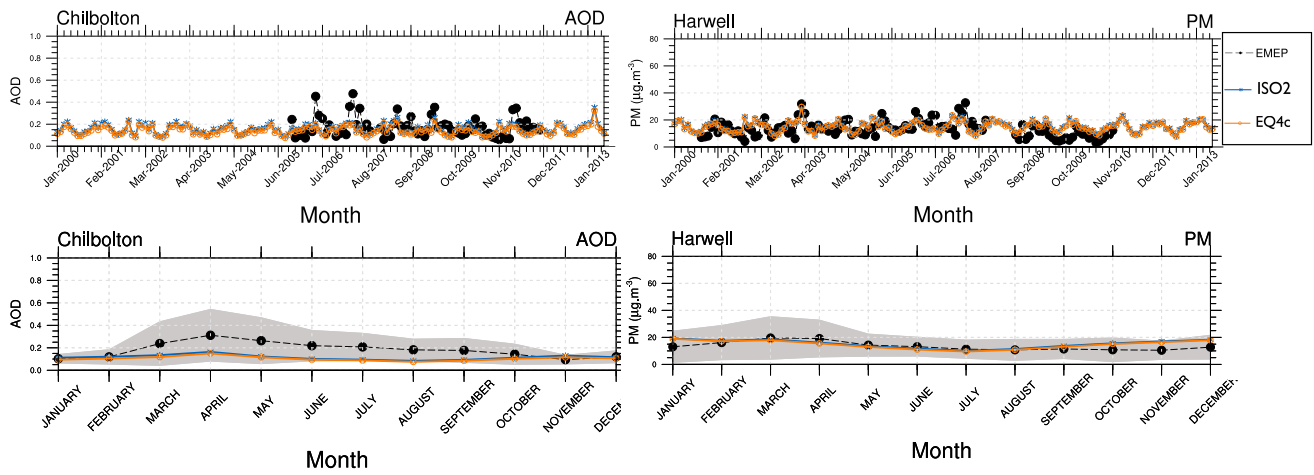 Chilbolton AOD
1.0
0.8
0.6
0.4
0.2
0.0
AOD
Jan-2000
Feb-2001
Mar-2002
Apr-2003
May-2004
Jun-2005
Jul-2006
Aug-2007
Sep-2008
Oct-2009
Nov-2010
Dec-2011
Jan-2013
Month
Harwell PM
80
60
40
20
0
PM (µg.m-3)
Jan-2000
Feb-2001
Mar-2002
Apr-2003
May-2004
Jun-2005
Jul-2006
Aug-2007
Sep-2008
Oct-2009
Nov-2010
Dec-2011
Jan-2013
Month
EMEP
ISO2
EQ4c
Chilbolton AOD
1.0
0.8
0.6
0.4
0.2
0.0
AOD
JANUARY
FEBRUARY
MARCH
APRIL
MAY
JUNE
JULY
AUGUST
SEPTEMBER
OCTOBER
NOVEMBER
DECEM
Month
Harwell PM
80
60
40
20
0
PM (µg.m-3)
JANUARY
FEBRUARY
MARCH
APRIL
MAY
JUNE
JULY
AUGUST
SEPTEMBER
OCTOBER
NOVEMBER
DECEMBER
Month